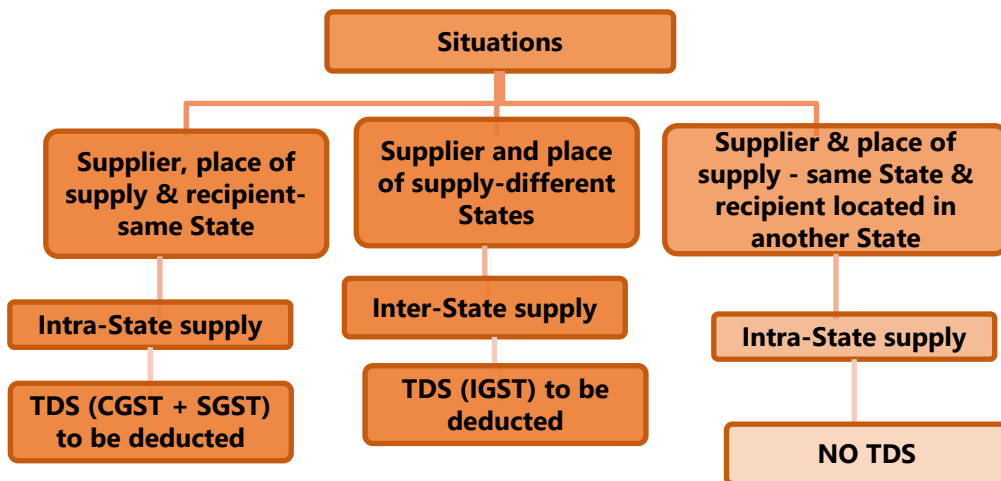 Situations
Supplier, place of
supply & recipient-
same State
Supplier and place
of supply-different
States
Supplier & place of
supply - same State &
recipient located in
another State
Intra-State supply
Inter-State supply
Intra-State supply
TDS (CGST + SGST)
to be deducted
TDS (IGST) to be
deducted
NO TDS